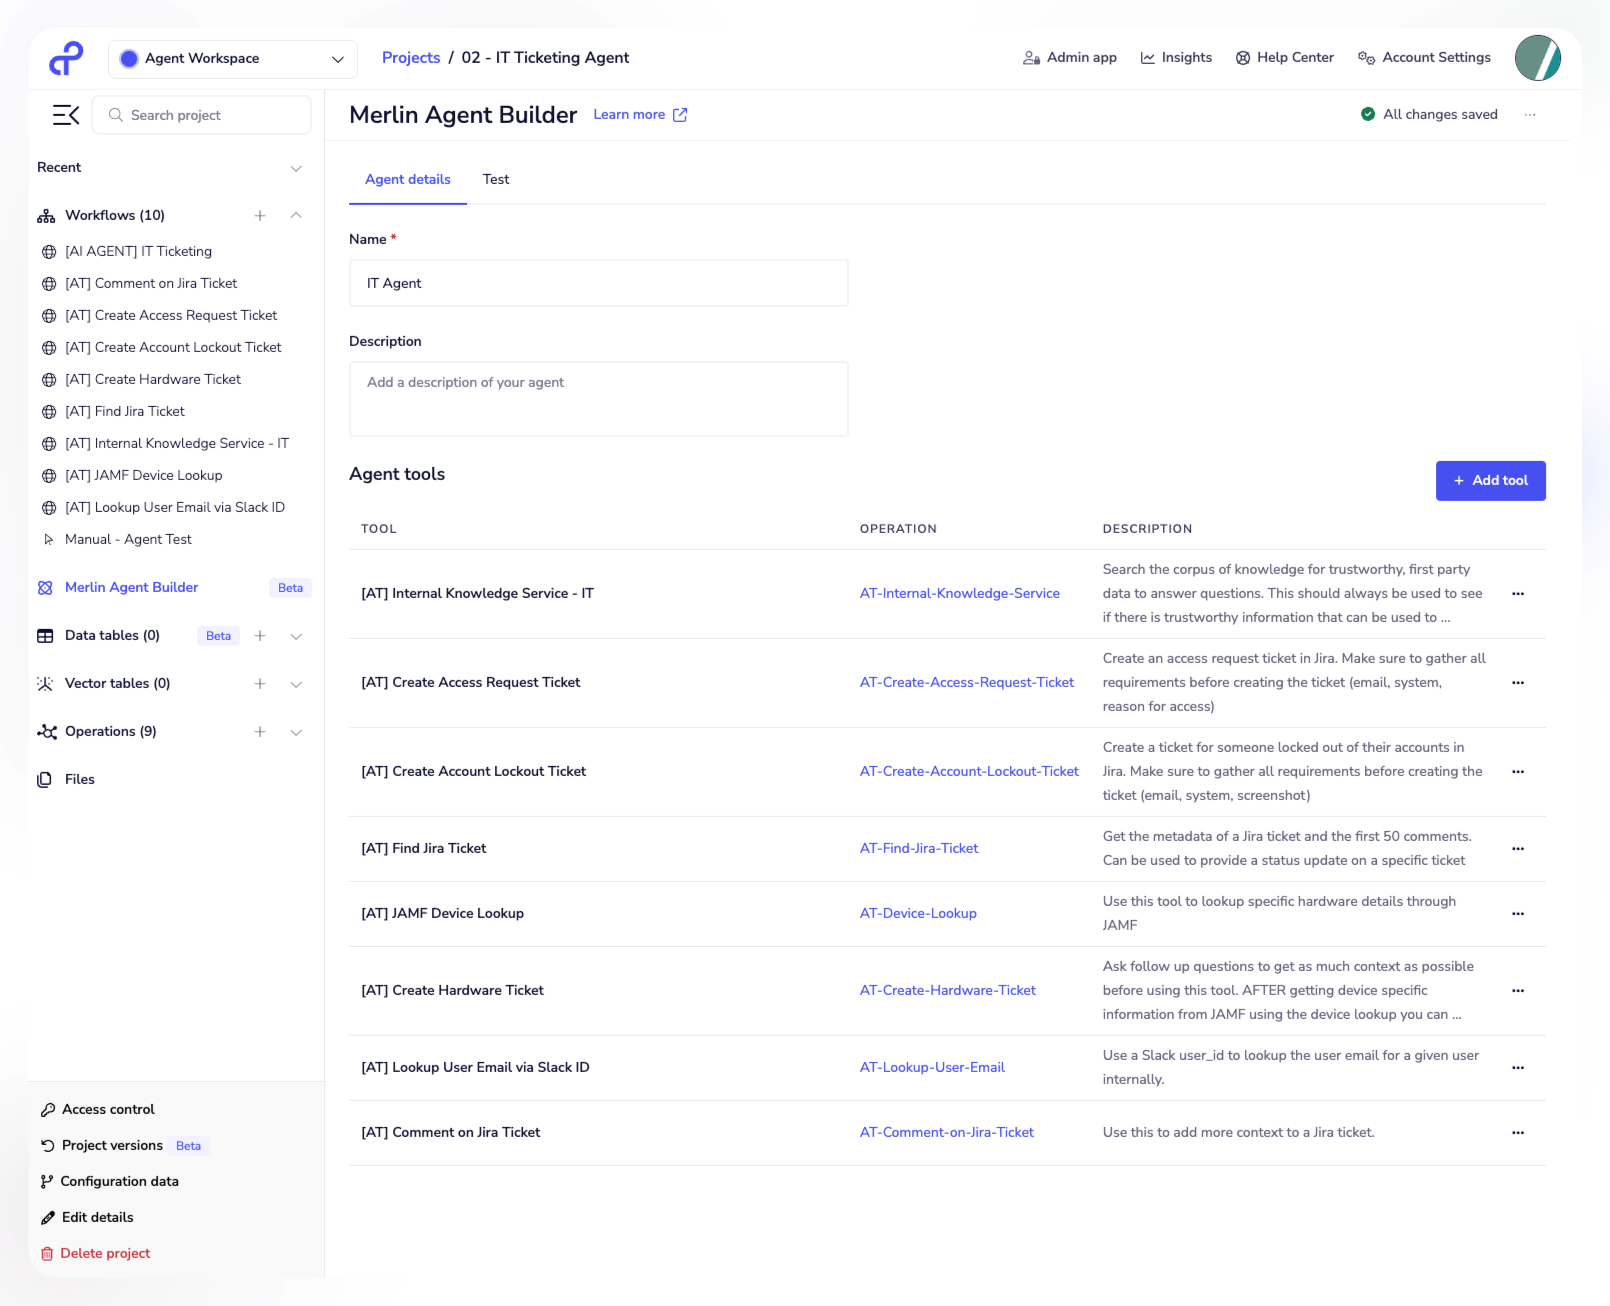 Agent Workspace
Projects / 02 - IT Ticketing Agent
Admin app
Insights
Help Center
Account Settings
Search project
Merlin Agent Builder
Learn more
All changes saved
Recent
Workflows (10)
[AI AGENT] IT Ticketing
[AT] Comment on Jira Ticket
[AT] Create Access Request Ticket
[AT] Create Account Lockout Ticket
[AT] Create Hardware Ticket
[AT] Find Jira Ticket
[AT] Internal Knowledge Service - IT
[AT] JAMF Device Lookup
[AT] Lookup User Email via Slack ID
Manual - Agent Test
Merlin Agent Builder Beta
Data tables (0) Beta
Vector tables (0)
Operations (9)
Files
Access control
Project versions Beta
Configuration data
Edit details
Delete project
Agent details
Test
Name *
IT Agent
Description
Add a description of your agent
Agent tools
+ Add tool
TOOL
OPERATION
DESCRIPTION
[AT] Internal Knowledge Service - IT
AT-Internal-Knowledge-Service
Search the corpus of knowledge for trustworthy, first party
data to answer questions. This should always be used to see
if there is trustworthy information that can be used to ...
[AT] Create Access Request Ticket
AT-Create-Access-Request-Ticket
Create an access request ticket in Jira. Make sure to gather all
requirements before creating the ticket (email, system,
reason for access)
[AT] Create Account Lockout Ticket
AT-Create-Account-Lockout-Ticket
Create a ticket for someone locked out of their accounts in
Jira. Make sure to gather all requirements before creating the
ticket (email, system, screenshot)
[AT] Find Jira Ticket
AT-Find-Jira-Ticket
Get the metadata of a Jira ticket and the first 50 comments.
Can be used to provide a status update on a specific ticket
[AT] JAMF Device Lookup
AT-Device-Lookup
Use this tool to lookup specific hardware details through
JAMF
[AT] Create Hardware Ticket
AT-Create-Hardware-Ticket
Ask follow up questions to get as much context as possible
before using this tool. AFTER getting device specific
information from JAMF using the device lookup you can ...
[AT] Lookup User Email via Slack ID
AT-Lookup-User-Email
Use a Slack user_id to lookup the user email for a given user
internally.
[AT] Comment on Jira Ticket
AT-Comment-on-Jira-Ticket
Use this to add more context to a Jira ticket.